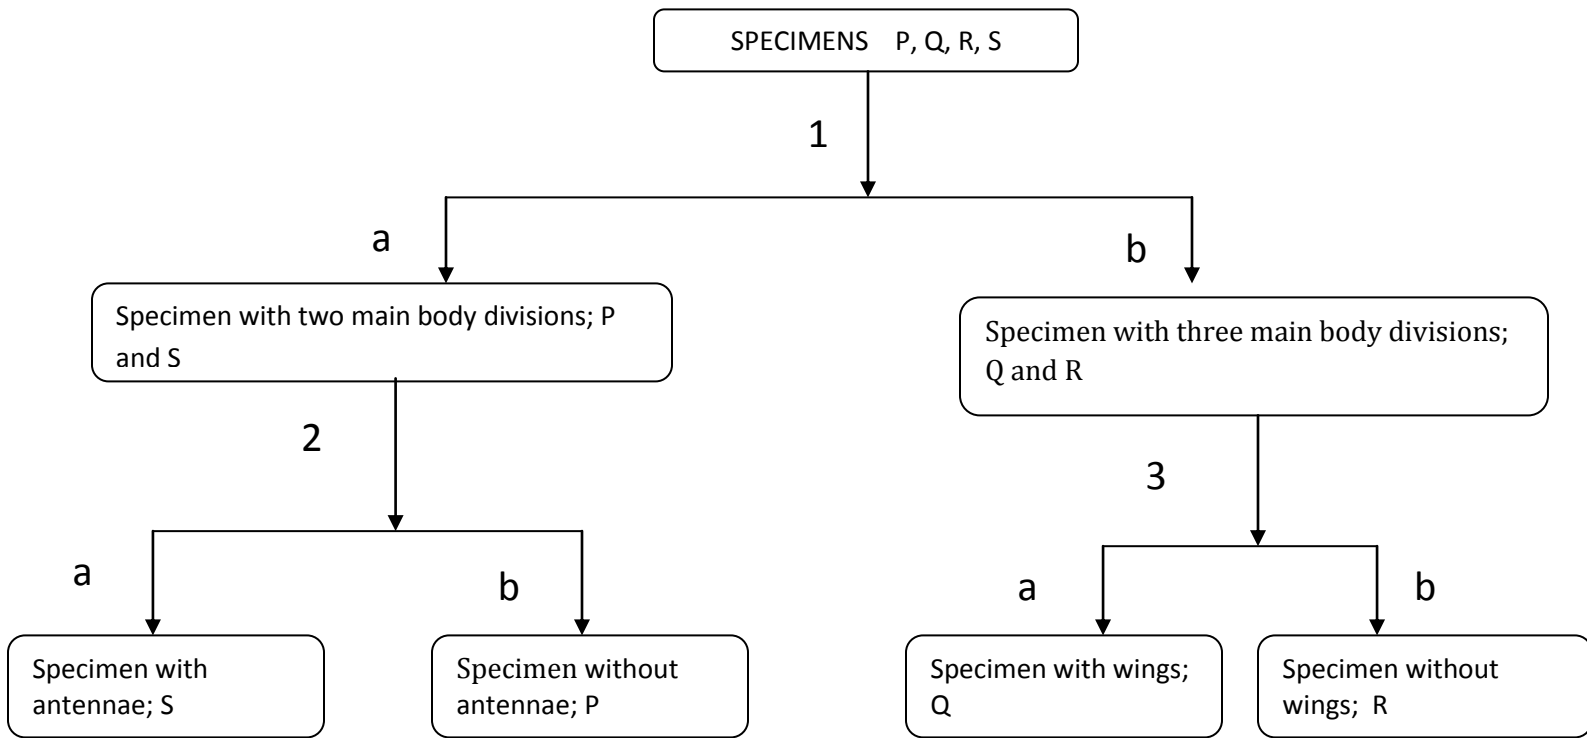 SPECIMENS P, Q, R, S
1
a
b
Specimen with two main body divisions; P
and S
Specimen with three main body divisions;
Q and R
2
3
a
b
a
b
Specimen with
antennae; S
Specimen without
antennae; P
Specimen with wings;
Q
Specimen without
wings; R